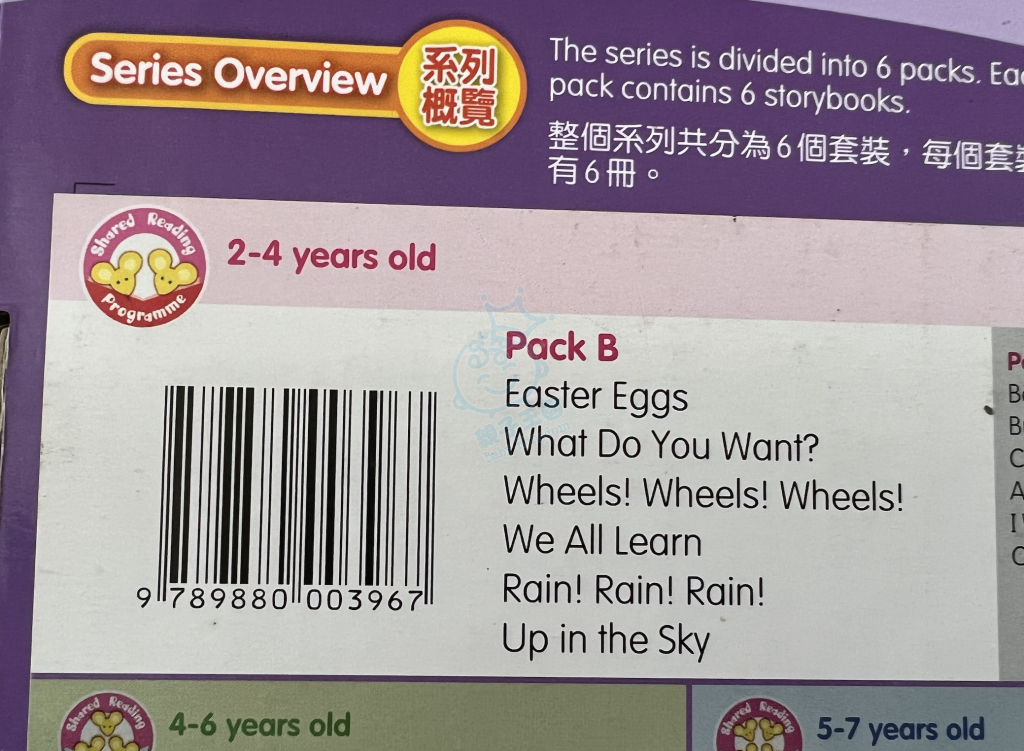 Series Overview
系列
概覽
The series is divided into 6 packs.
pack contains 6 storybooks.
整個系列共分為6個套裝，每個套裝
有6冊。
Shared Reading
Programme
2-4 years old
Pack B
Easter Eggs
What Do You Want?
Wheels! Wheels! Wheels!
We All Learn
Rain! Rain! Rain!
Up in the Sky
9 789880 003967
Shared Reading
4-6 years old
Shared Reading
5-7 years old